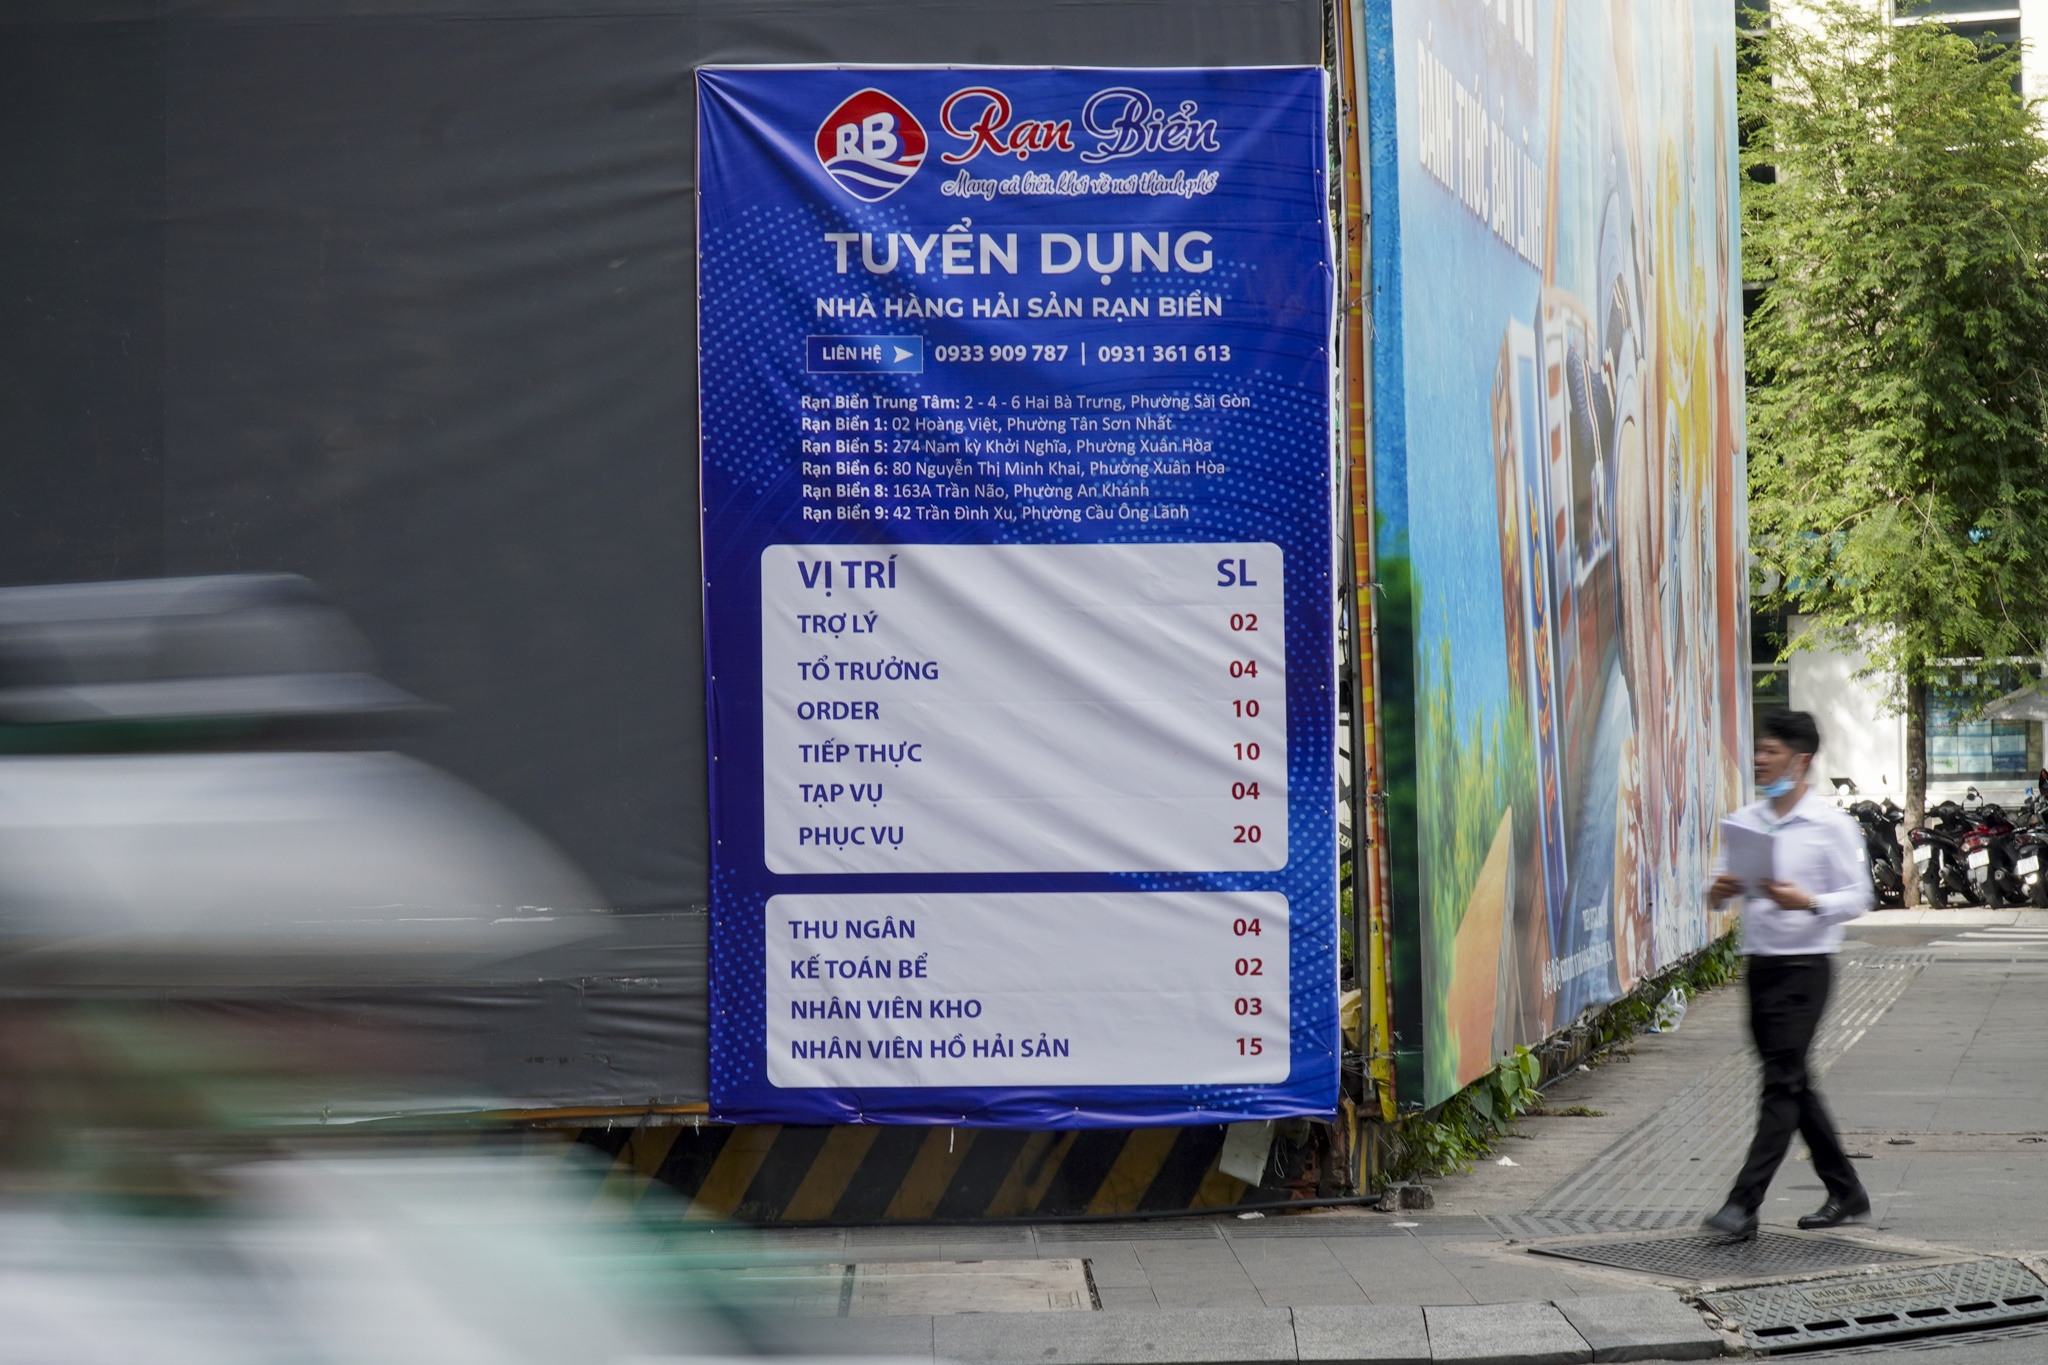 RB
Rạn Biển
Mang cả biển khơi về nơi thành phố
TUYỂN DỤNG
NHÀ HÀNG HẢI SẢN RẠN BIỂN
LIÊN HỆ
0933 909 787 | 0931 361 613
Rạn Biển Trung Tâm: 2 - 4 - 6 Hai Bà Trưng, Phường Sài Gòn
Rạn Biển 1: 02 Hoàng Việt, Phường Tân Sơn Nhất
Rạn Biển 5: 274 Nam kỳ Khởi Nghĩa, Phường Xuân Hòa
Rạn Biển 6: 80 Nguyễn Thị Minh Khai, Phường Xuân Hòa
Rạn Biển 8: 163A Trần Não, Phường An Khánh
Rạn Biển 9: 42 Trần Đình Xu, Phường Cầu Ông Lãnh
VỊ TRÍ SL
TRỢ LÝ 02
TỔ TRƯỞNG 04
ORDER 10
TIẾP THỰC 10
TẠP VỤ 04
PHỤC VỤ 20
THU NGÂN 04
KẾ TOÁN BỂ 02
NHÂN VIÊN KHO 03
NHÂN VIÊN HỒ HẢI SẢN 15
ĐÁNH THỨC BẢN LĨNH